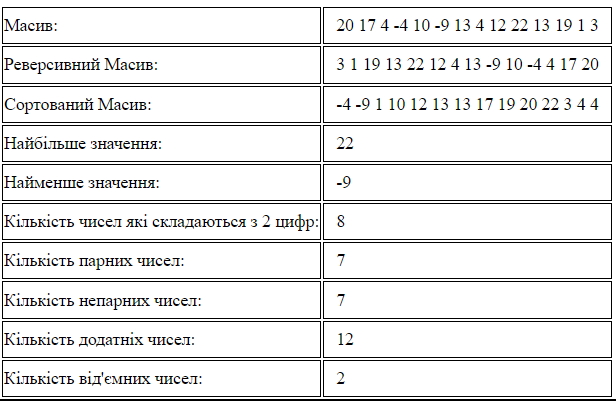 Масив: 20 17 4 -4 10 -9 13 4 12 22 13 19 1 3
Реверсивний Масив: 3 1 19 13 22 12 4 13 -9 10 -4 4 17 20
Сортований Масив: -4 -9 1 10 12 13 13 17 19 20 22 3 4 4
Найбільше значення: 22
Найменше значення: -9
Кількість чисел які складаються з 2 цифр: 8
Кількість парних чисел: 7
Кількість непарних чисел: 7
Кількість додатніх чисел: 12
Кількість від'ємних чисел: 2